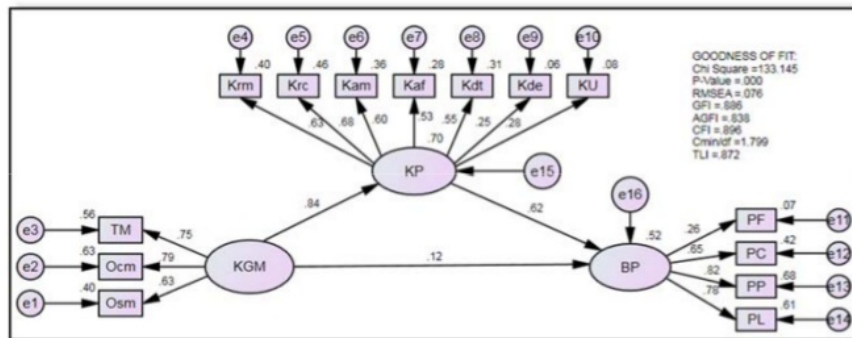 e4 e5 e6 e7 e8 e9 e10
.40 .46 .36 .28 .31 .06 .08
Krm Krc Kam Kaf Kdt Kde KU
GOODNESS OF FIT:
Chi Square =133.145
P-Value =.000
RMSEA =.076
GFI =.886
AGFI =.838
CFI =.896
Cmin/df =1.799
TLI =.872
.63 .68 .60 .53 .55 .25 .28
.70
KP
e15
e16
.84
.62
.56
e3 TM .75
.63
e2 Ocm .79
.40
e1 Osm .63
KGM
.12
.52
BP
.07
.26 PF e11
.42
.65 PC e12
.68
.82 PP e13
.61
.78 PL e14